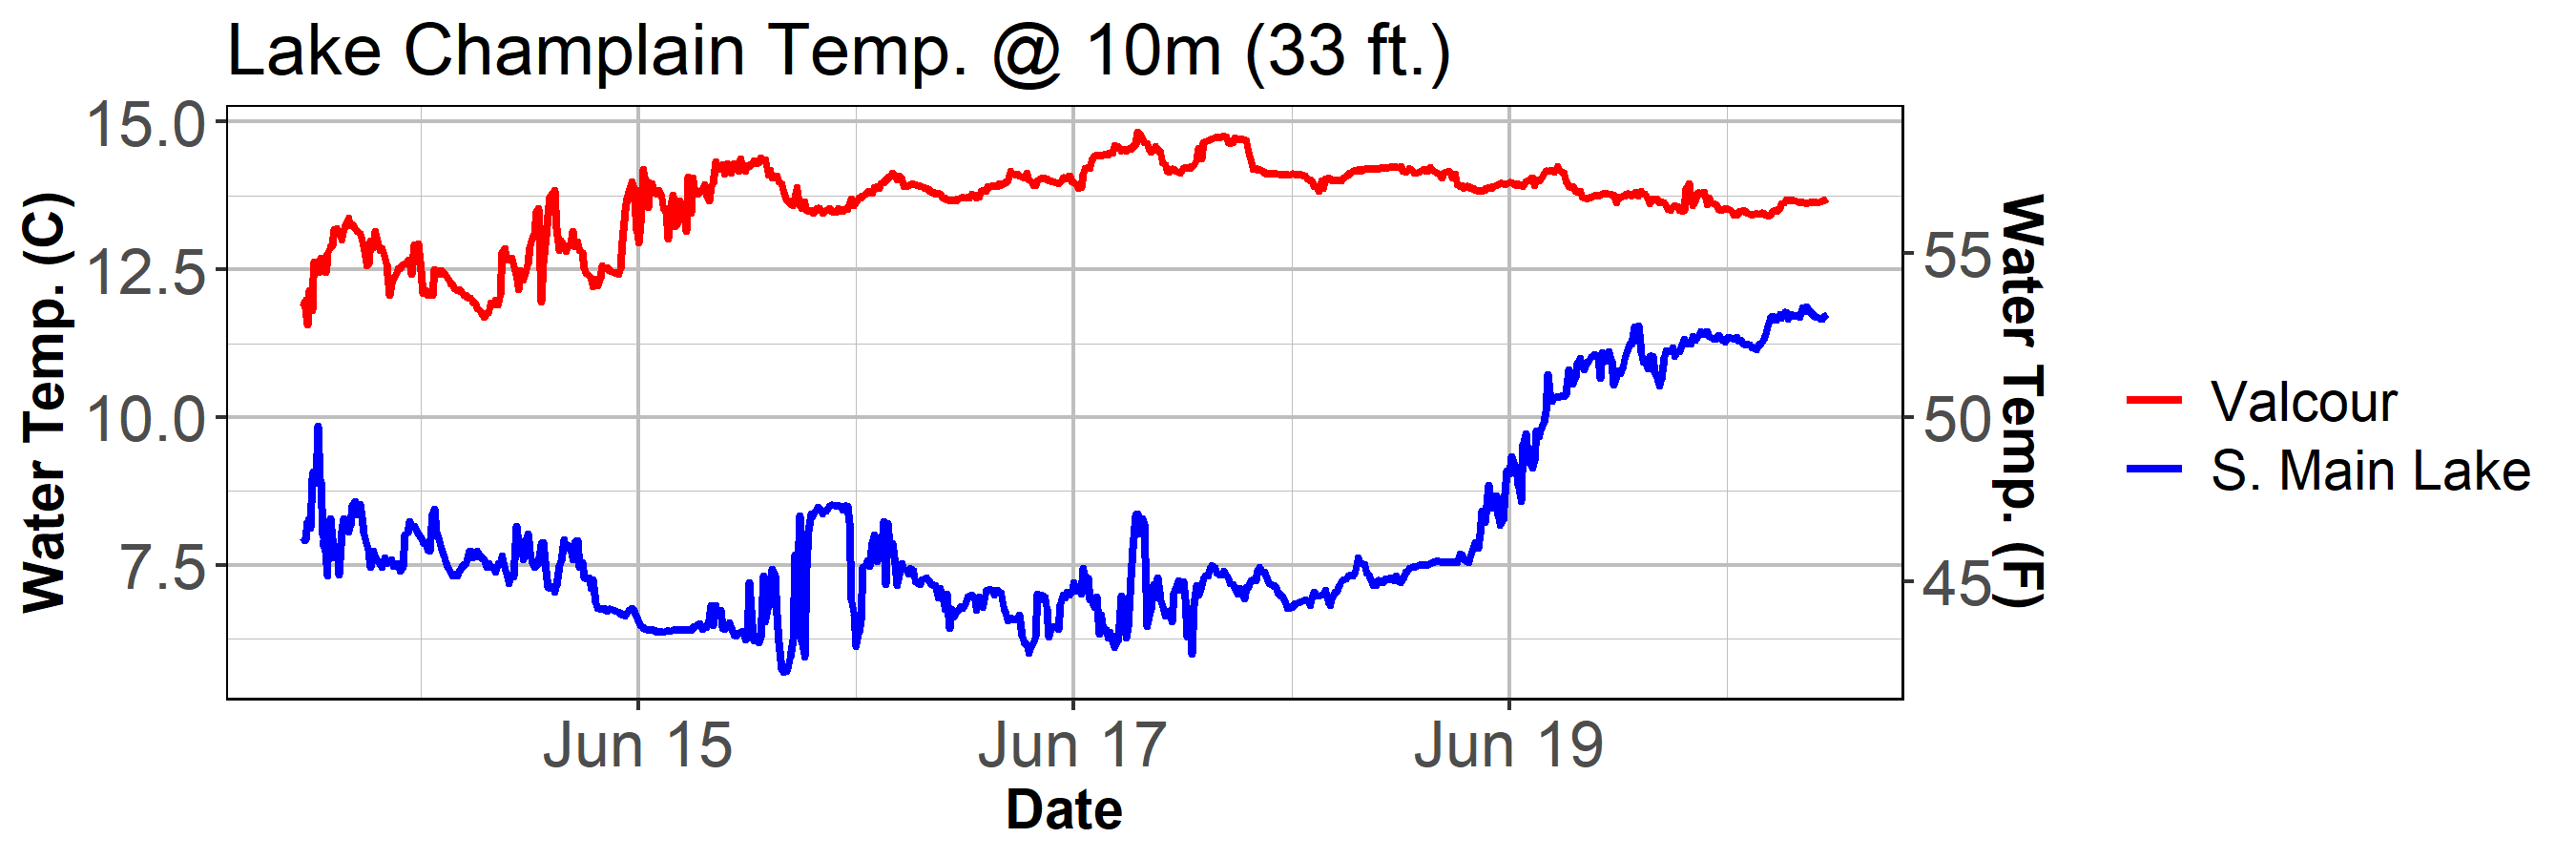 Lake Champlain Temp. @ 10m (33 ft.)
Water Temp. (C)
15.0
12.5
10.0
7.5
Jun 15
Jun 17
Jun 19
Date
55
50
45
Water Temp. (F)
Valcour
S. Main Lake